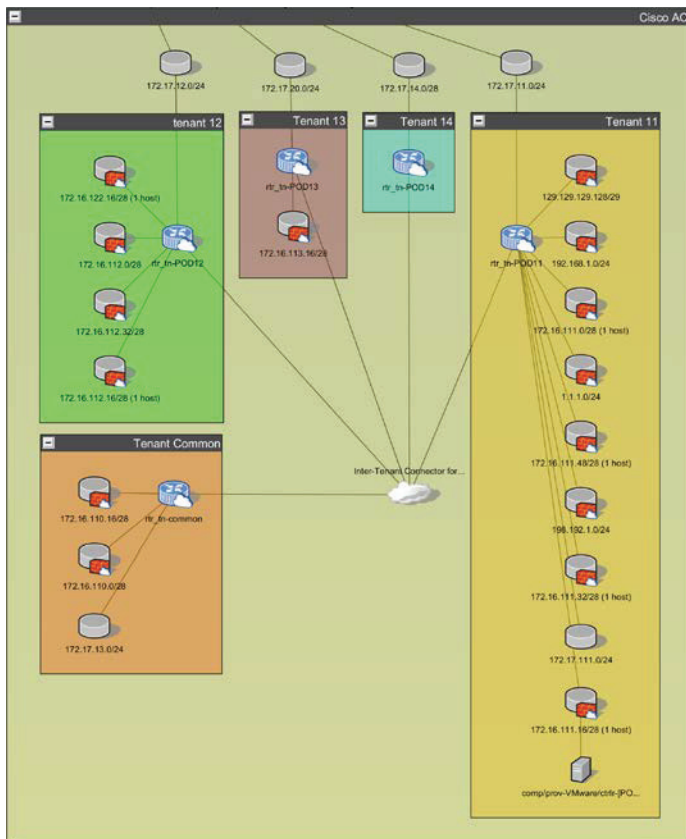 Cisco AC
172.17.12.0/24
172.17.20.0/24
172.17.14.0/28
172.17.11.0/24
tenant 12
172.16.122.16/28 (1 host)
172.16.112.0/28
rtr_tn-POD12
172.16.112.32/28
172.16.112.16/28 (1 host)
Tenant 13
rtr_tn-POD13
172.16.113.16/28
Tenant 14
rtr_tn-POD14
Tenant 11
129.129.129.128/29
rtr_tn-POD11
192.168.1.0/24
172.16.111.0/28 (1 host)
1.1.1.0/24
172.16.111.48/28 (1 host)
198.192.1.0/24
172.16.111.32/28 (1 host)
172.17.111.0/24
172.16.111.16/28 (1 host)
comp/prov-VMware/ctrlr-[PO...
Tenant Common
172.16.110.16/28
rtr_tn-common
172.16.110.0/28
172.17.13.0/24
Inter-Tenant Connector for...